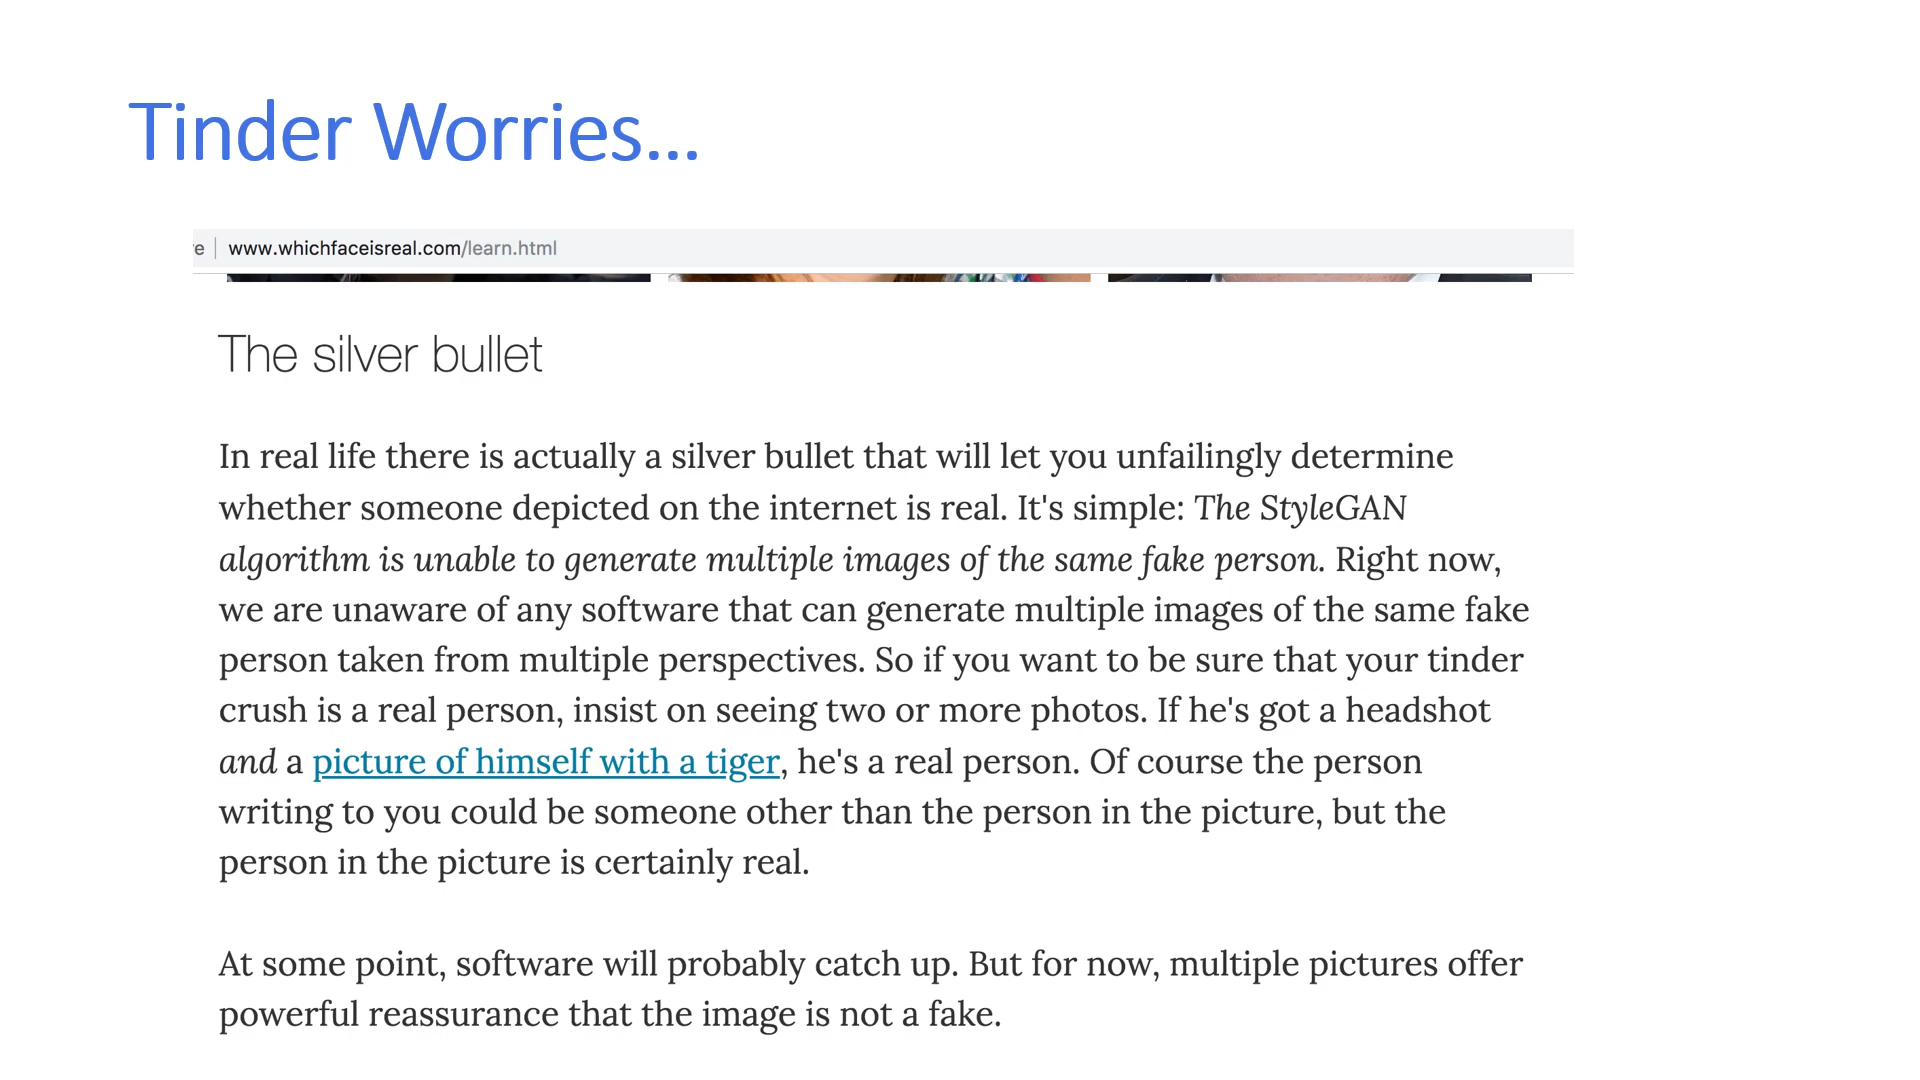 Tinder Worries...
e | www.whichfaceisreal.com/learn.html
The silver bullet
In real life there is actually a silver bullet that will let you unfailingly determine
whether someone depicted on the internet is real. It's simple: The StyleGAN
algorithm is unable to generate multiple images of the same fake person. Right now,
we are unaware of any software that can generate multiple images of the same fake
person taken from multiple perspectives. So if you want to be sure that your tinder
crush is a real person, insist on seeing two or more photos. If he's got a headshot
and a picture of himself with a tiger, he's a real person. Of course the person
writing to you could be someone other than the person in the picture, but the
person in the picture is certainly real.
At some point, software will probably catch up. But for now, multiple pictures offer
powerful reassurance that the image is not a fake.